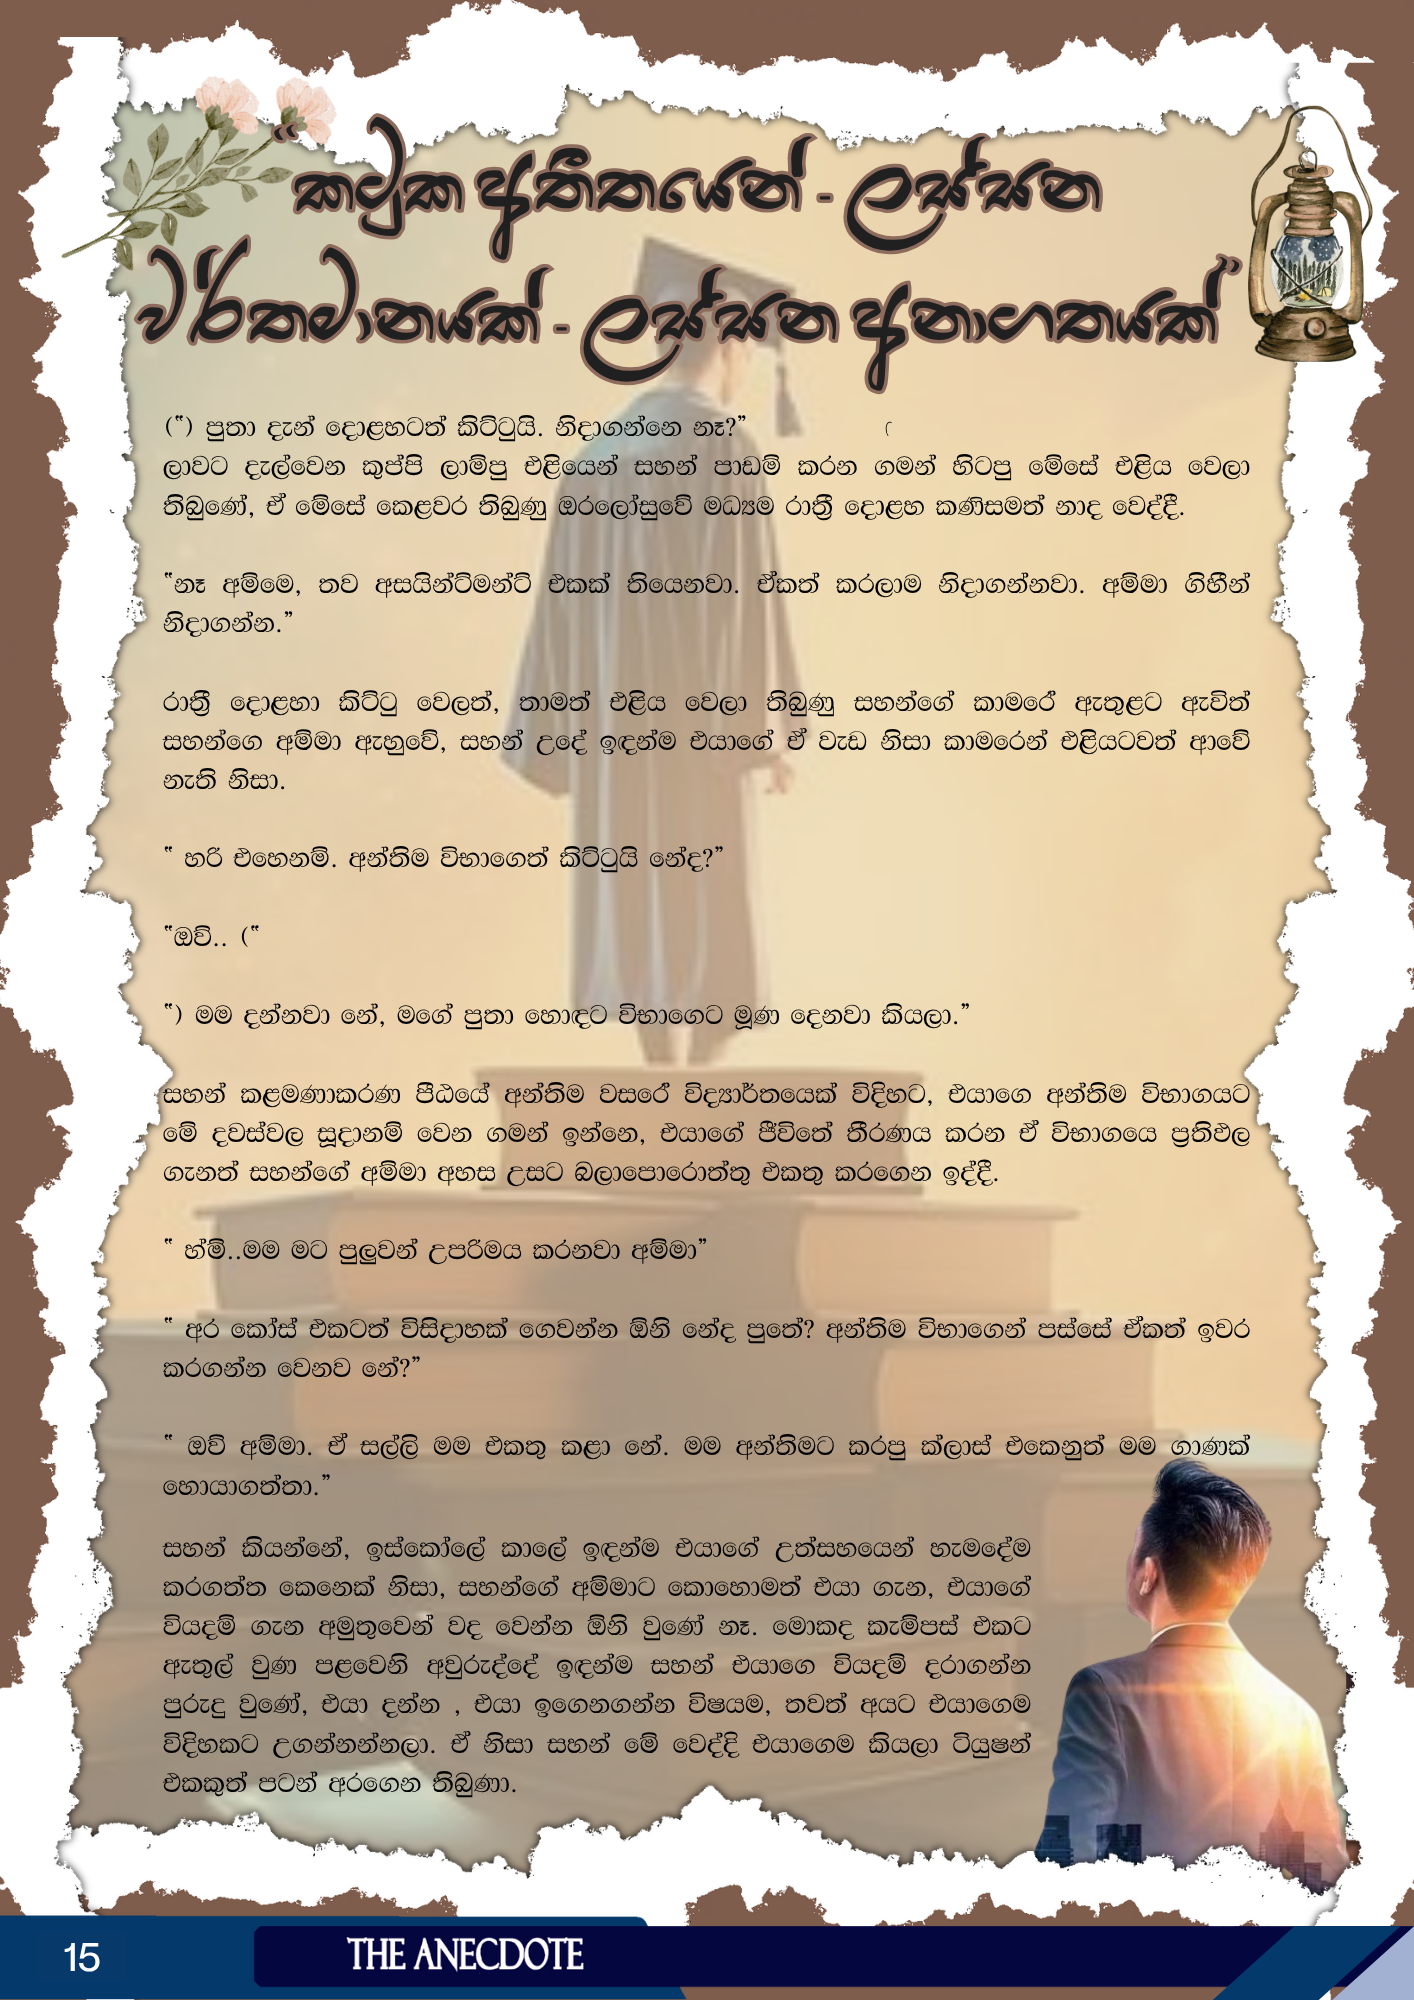 “කටුක අතීතයෙන් - ලස්සන
වර්තමානයක් - ලස්සන අනාගතයක්”
(“) පුතා දැන් දොළහටත් කිට්ටුයි. නිදාගන්නෙ නෑ?” (
ලාවට දැල්වෙන කුප්පි ලාම්පු එළියෙන් සහන් පාඩම් කරන ගමන් හිටපු මේසේ එළිය වෙලා
තිබුණේ, ඒ මේසේ කෙළවර තිබුණු ඔරලෝසුවේ මධ්‍යම රාත්‍රී දොළහ කණිසමත් නාද වෙද්දී.
“නෑ අම්මෙ, තව අසයින්ට්මන්ට් එකක් තියෙනවා. ඒකත් කරලාම නිදාගන්නවා. අම්මා ගිහීන්
නිදාගන්න.”
රාත්‍රී දොළහා කිට්ටු වෙලත්, තාමත් එළිය වෙලා තිබුණු සහන්ගේ කාමරේ ඇතුළට ඇවිත්
සහන්ගෙ අම්මා ඇහුවේ, සහන් උදේ ඉඳන්ම එයාගේ ඒ වැඩ නිසා කාමරෙන් එළියටවත් ආවේ
නැති නිසා.
“ හරි එහෙනම්. අන්තිම විභාගෙත් කිට්ටුයි නේද?”
“ඔව්.. (“
“) මම දන්නවා නේ, මගේ පුතා හොඳට විභාගෙට මූණ දෙනවා කියලා.”
සහන් කළමණාකරණ පීඨයේ අන්තිම වසරේ විද්‍යාර්තයෙක් විදිහට, එයාගෙ අන්තිම විභාගයට
මේ දවස්වල සූදානම් වෙන ගමන් ඉන්නෙ, එයාගේ ජීවිතේ තීරණය කරන ඒ විභාගයෙ ප්‍රතිඵල
ගැනත් සහන්ගේ අම්මා අහස උසට බලාපොරොත්තු එකතු කරගෙන ඉද්දී.
“ හ්ම්..මම මට පුලුවන් උපරිමය කරනවා අම්මා”
“ අර කෝස් එකටත් විසිදාහක් ගෙවන්න ඕනි නේද පුතේ? අන්තිම විභාගෙන් පස්සේ ඒකත් ඉවර
කරගන්න වෙනව නේ?”
“ ඔව් අම්මා. ඒ සල්ලි මම එකතු කළා නේ. මම අන්තිමට කරපු ක්ලාස් එකෙනුත් මම ගාණක්
හොයාගත්තා.”
සහන් කියන්නේ, ඉස්කෝලේ කාලේ ඉඳන්ම එයාගේ උත්සහයෙන් හැමදේම
කරගත්ත කෙනෙක් නිසා, සහන්ගේ අම්මාට කොහොමත් එයා ගැන, එයාගේ
වියදම් ගැන අමුතුවෙන් වද වෙන්න ඕනි වුණේ නෑ. මොකද කැම්පස් එකට
ඇතුල් වුණ පළවෙනි අවුරුද්දේ ඉඳන්ම සහන් එයාගෙ වියදම් දරාගන්න
පුරුදු වුණේ, එයා දන්න , එයා ඉගෙනගන්න විෂයම, තවත් අයට එයාගෙම
විදිහකට උගන්නන්නලා. ඒ නිසා සහන් මේ වෙද්දි එයාගෙම කියලා ටියුෂන්
එකකුත් පටන් අරගෙන තිබුණා.
15
THE ANECDOTE